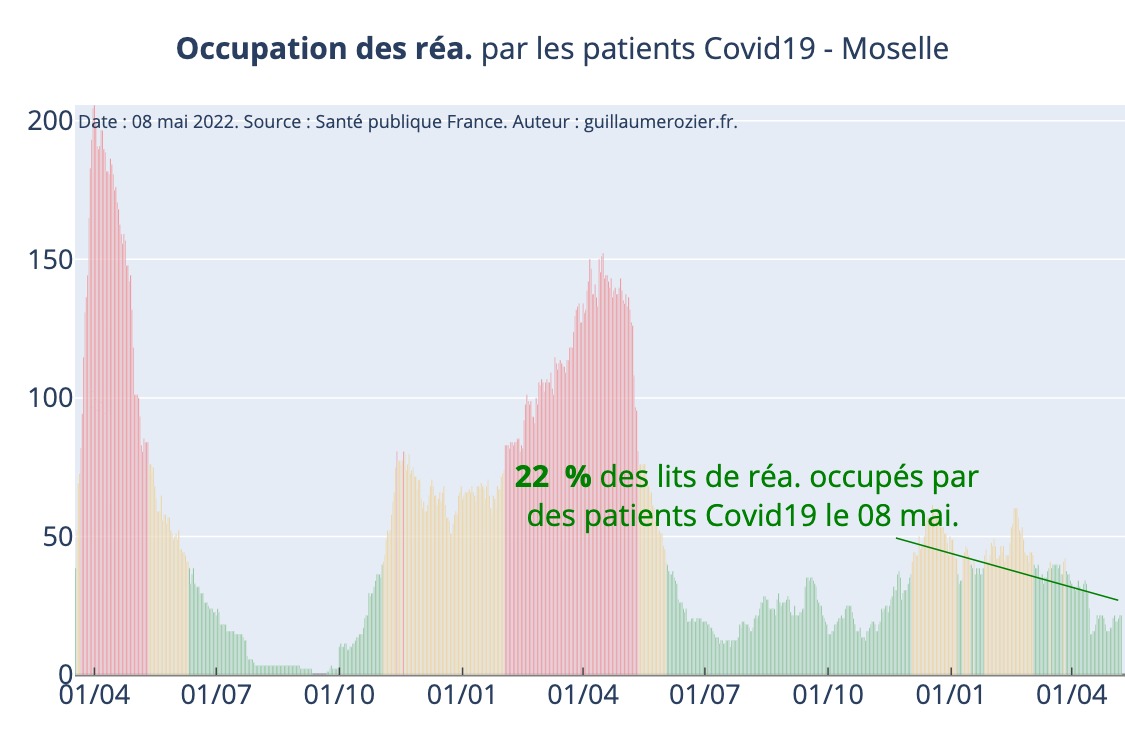 Occupation des réa. par les patients Covid19 - Moselle
200
Date : 08 mai 2022. Source : Santé publique France. Auteur : guillaumerozier.fr.
150
100
22 % des lits de réa. occupés par
des patients Covid19 le 08 mai.
50
0
01/04 01/07 01/10 01/01 01/04 01/07 01/10 01/01 01/04